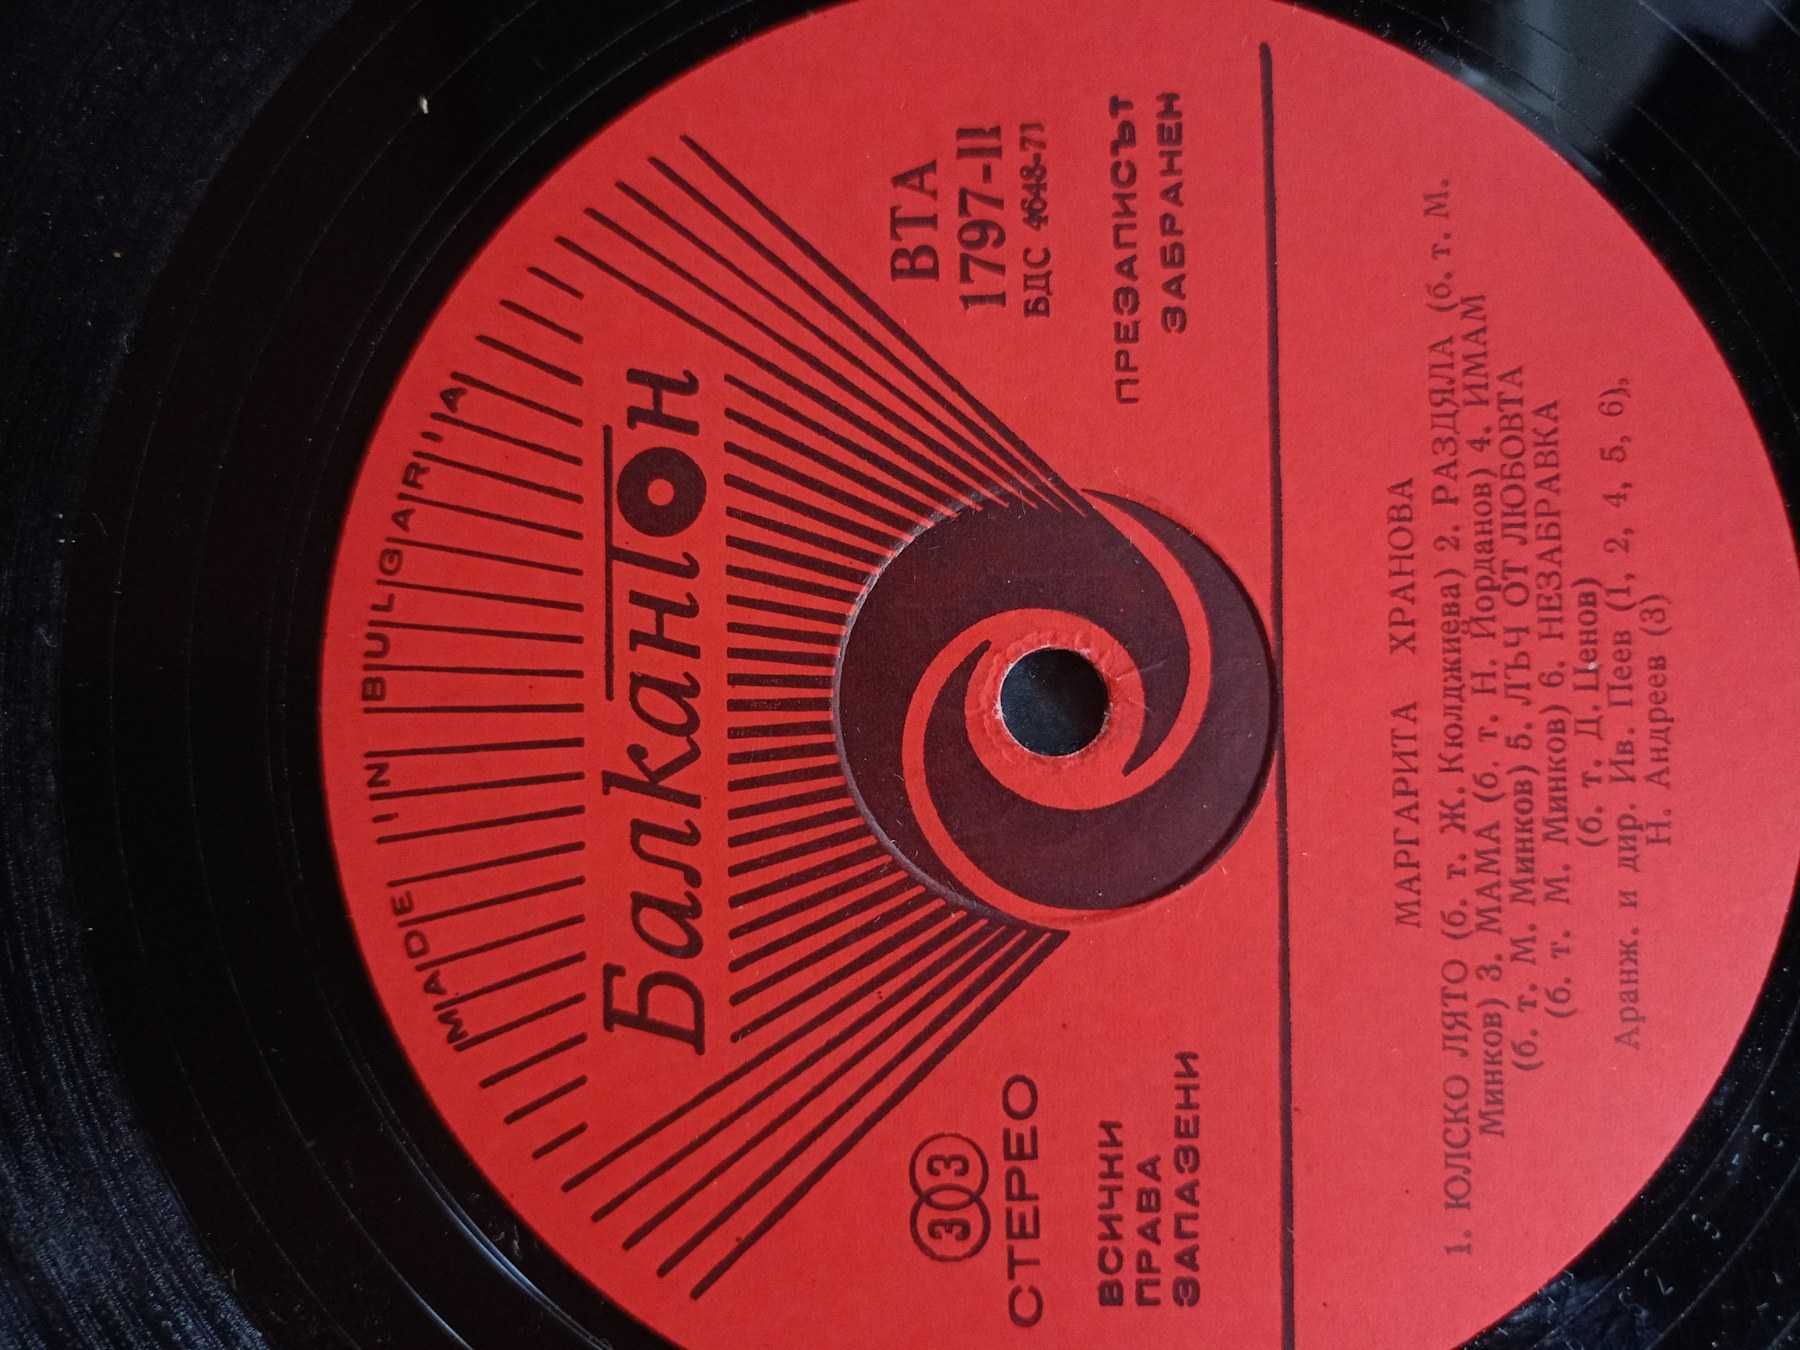 MADE IN BULGARIA
Балкантон
303
СТЕРЕО
ВСИЧКИ
ПРАВА
ЗАПАЗЕНИ
ВТА
1797-II
БДС 4648-71
ПРЕЗАПИСЪТ
ЗАБРАНЕН
МАРГАРИТА ХРАНОВА
1. ЮЛСКО ЛЯТО (б. т. Ж. Кюлджиева) 2. РАЗДЯЛА (б. т. М.
Минков) 3. МАМА (б. т. Н. Йорданов) 4. ИМАМ
(б. т. М. Минков) 5. ЛЪЧ ОТ ЛЮБОВТА
(б. т. М. Минков) 6. НЕЗАБРАВКА
(б. т. Д. Ценов)
Аранж. и дир. Ив. Пеев (1, 2, 4, 5, 6),
Н. Андреев (3)